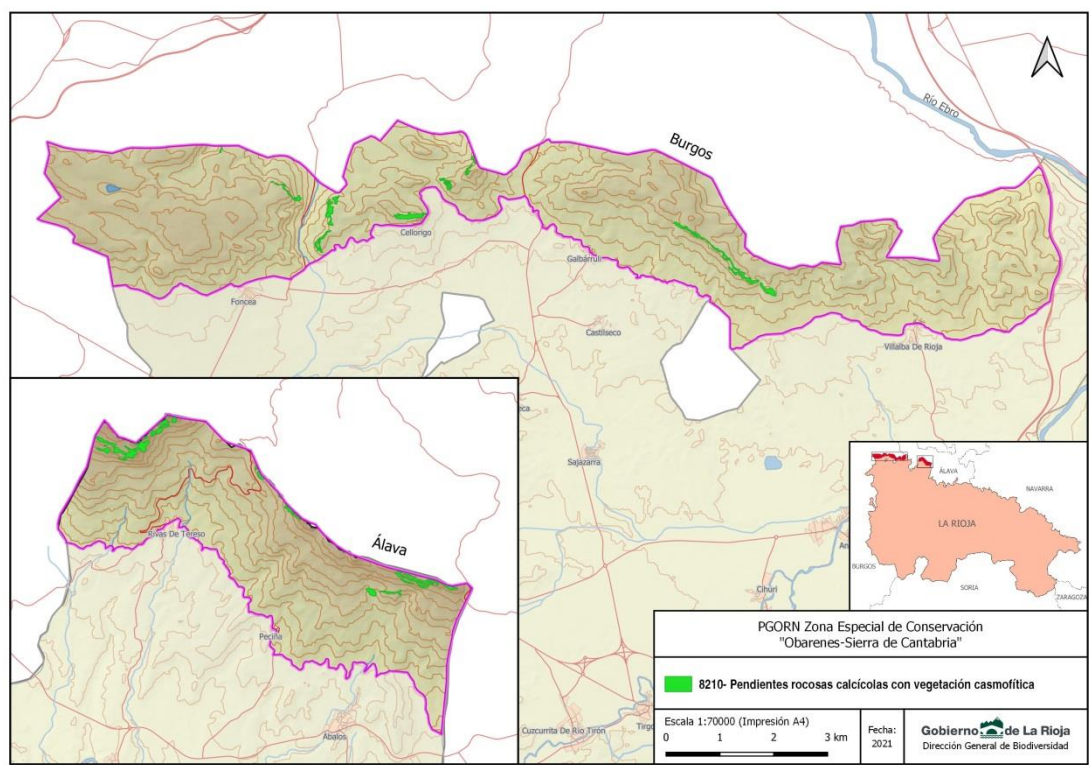 Río Ebro
Burgos
Cellorigo
Galbárruli
Foncea
Castilseco
Villalba De Rioja
eca
Sajazarra
Rivas De Tereso
Álava
Peciña
Ábalos
An
Cihuri
Cuzcurrita De Río Tirón
Tirgo
ÁLAVA
NAVARRA
LA RIOJA
BURGOS
SORIA
ZARAGOZA
PGORN Zona Especial de Conservación
"Obarenes-Sierra de Cantabria"
8210- Pendientes rocosas calcícolas con vegetación casmofítica
Escala 1:70000 (Impresión A4)
0 1 2 3 km
Fecha:
2021
Gobierno de La Rioja
Dirección General de Biodiversidad